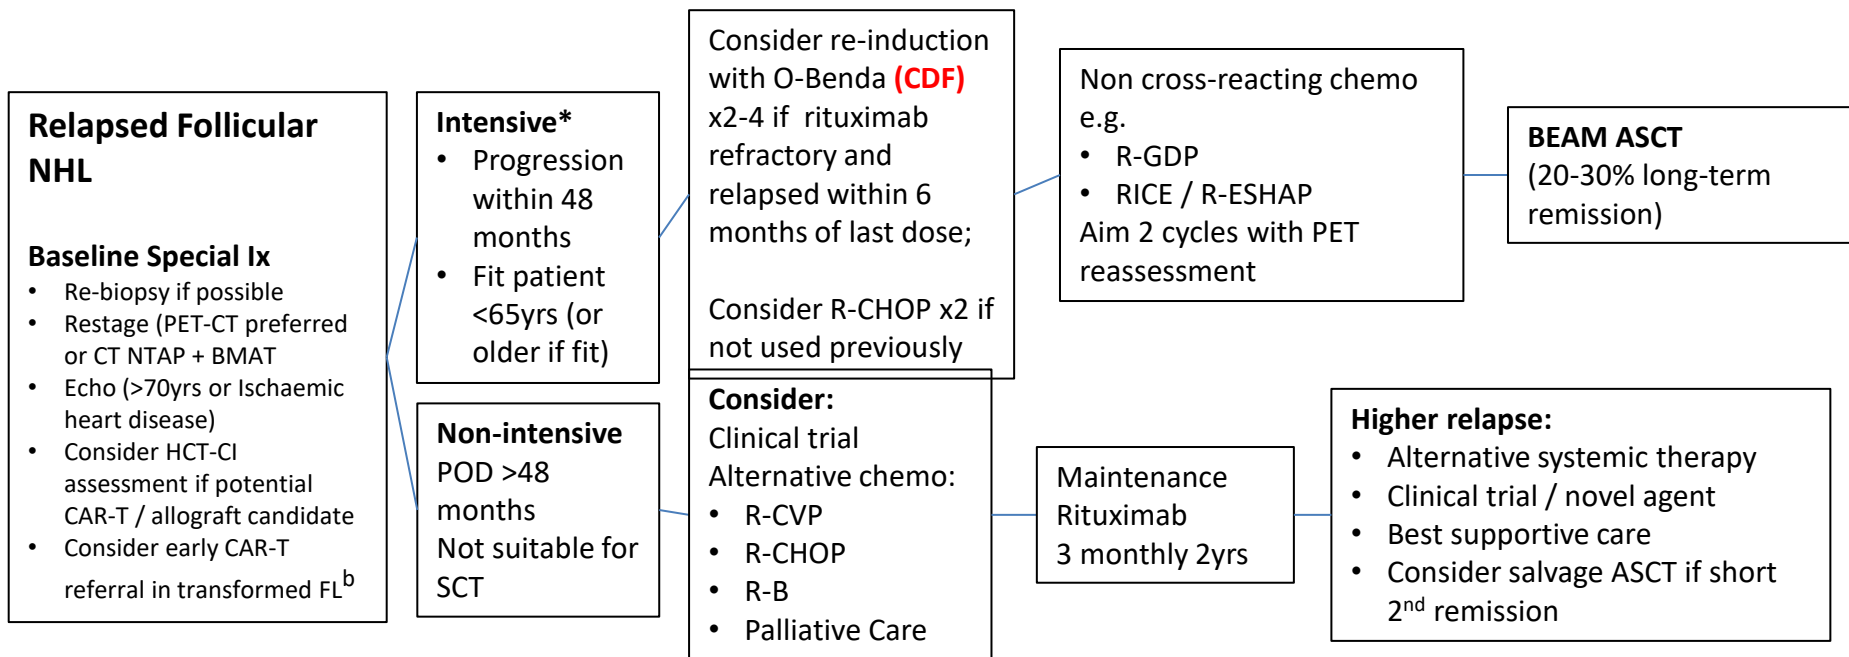 Relapsed Follicular
NHL
Baseline Special Ix
• Re-biopsy if possible
• Restage (PET-CT preferred
or CT NTAP + BMAT
• Echo (>70yrs or Ischaemic
heart disease)
• Consider HCT-CI
assessment if potential
CAR-T / allograft candidate
• Consider early CAR-T
referral in transformed FLᵇ
Intensive*
• Progression
within 48
months
• Fit patient
<65yrs (or
older if fit)
Consider re-induction
with O-Benda (CDF)
x2-4 if rituximab
refractory and
relapsed within 6
months of last dose;
Consider R-CHOP x2 if
not used previously
Non cross-reacting chemo
e.g.
• R-GDP
• RICE / R-ESHAP
Aim 2 cycles with PET
reassessment
BEAM ASCT
(20-30% long-term
remission)
Non-intensive
POD >48
months
Not suitable for
SCT
Consider:
Clinical trial
Alternative chemo:
• R-CVP
• R-CHOP
• R-B
• Palliative Care
Maintenance
Rituximab
3 monthly 2yrs
Higher relapse:
• Alternative systemic therapy
• Clinical trial / novel agent
• Best supportive care
• Consider salvage ASCT if short
2ⁿᵈ remission